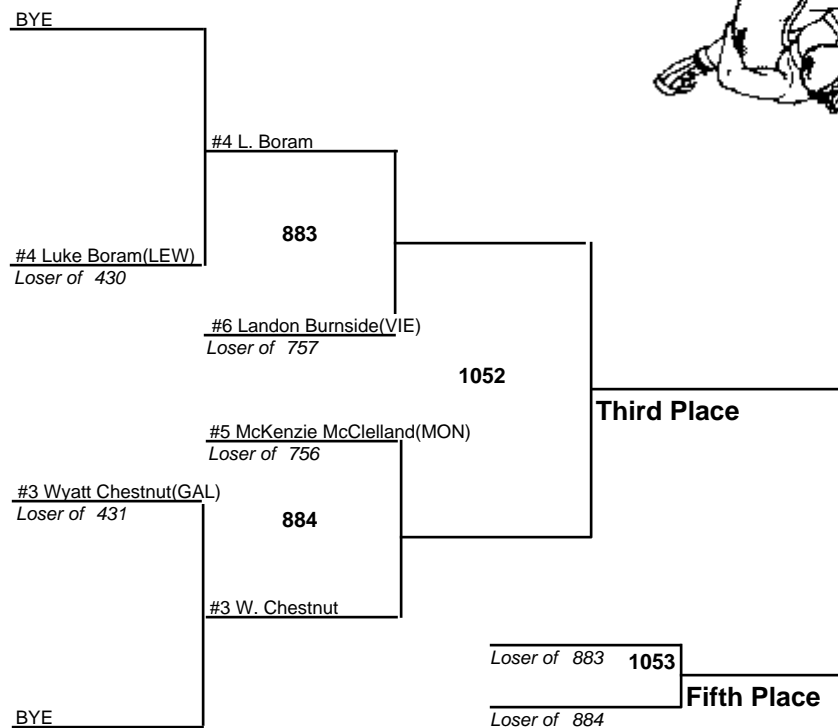 BYE
#4 L. Boram
883
#4 Luke Boram(LEW)
Loser of 430
#6 Landon Burnside(VIE)
Loser of 757
1052
Third Place
#5 McKenzie McClelland(MON)
Loser of 756
#3 Wyatt Chestnut(GAL)
Loser of 431
884
#3 W. Chestnut
Loser of 883
1053
Fifth Place
BYE
Loser of 884